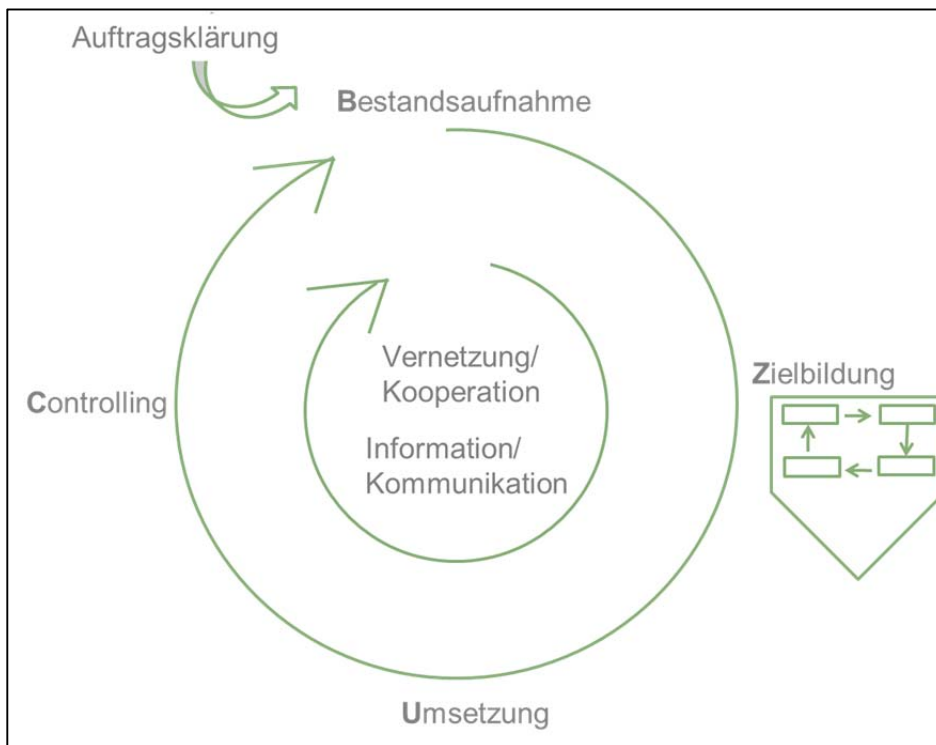 Auftragsklärung
Bestandsaufnahme
Vernetzung/
Kooperation
Zielbildung
Controlling
Information/
Kommunikation
Umsetzung